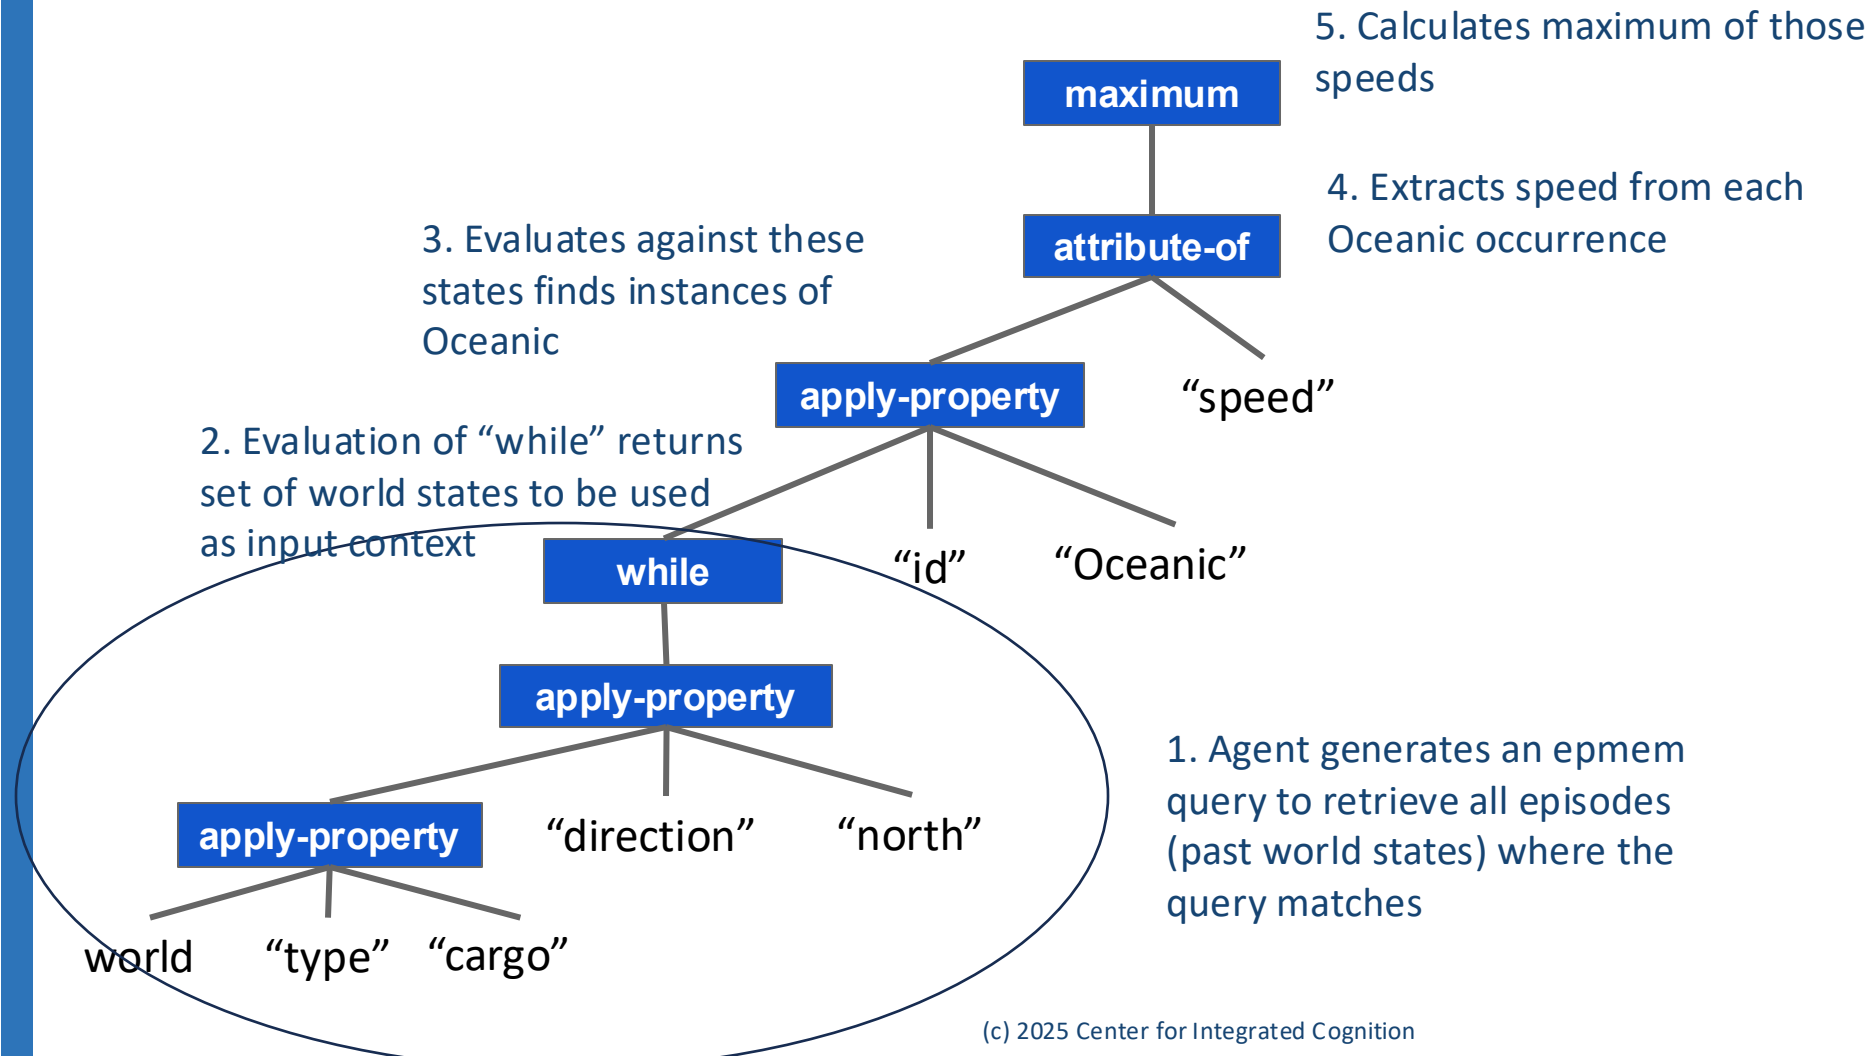 5. Calculates maximum of those
speeds
maximum
4. Extracts speed from each
Oceanic occurrence
attribute-of
3. Evaluates against these
states finds instances of
Oceanic
apply-property
“speed”
2. Evaluation of “while” returns
set of world states to be used
as input context
while
“id”
“Oceanic”
apply-property
1. Agent generates an epmem
query to retrieve all episodes
(past world states) where the
query matches
apply-property
“direction”
“north”
world
“type”
“cargo”
(c) 2025 Center for Integrated Cognition